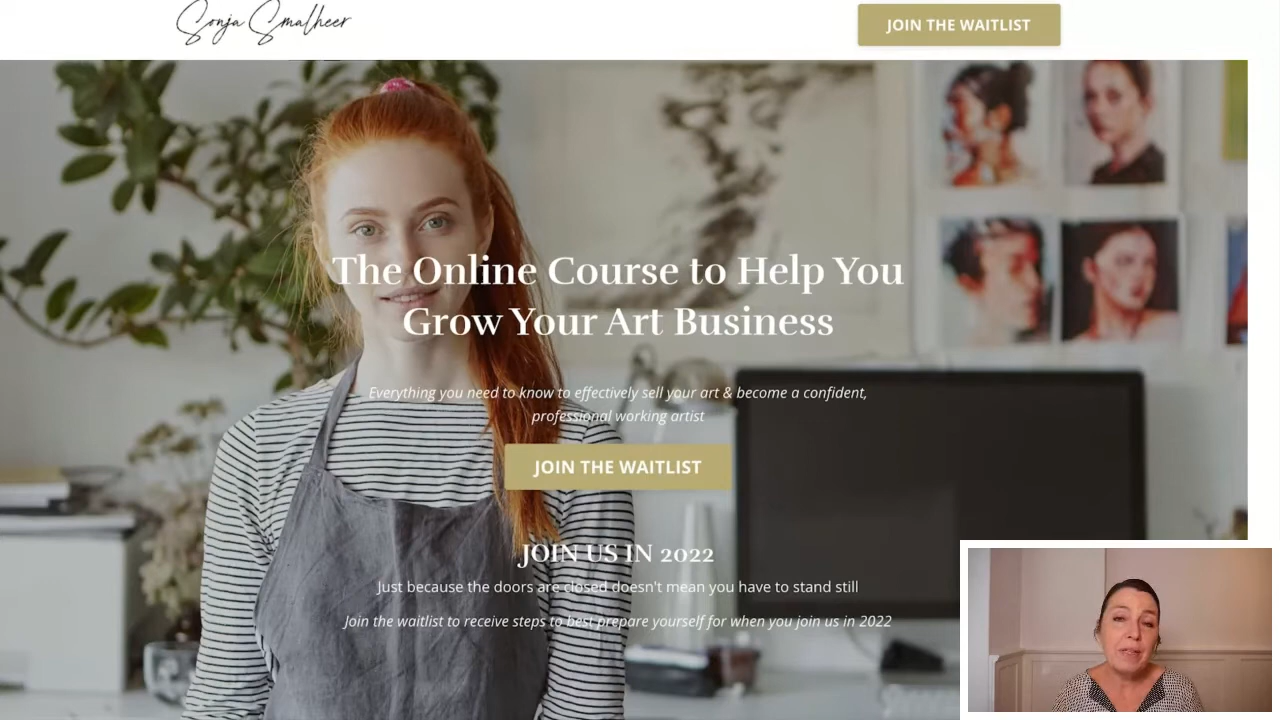 Sonja Smalheer
JOIN THE WAITLIST
The Online Course to Help You
Grow Your Art Business
Everything you need to know to effectively sell your art & become a confident,
professional working artist
JOIN THE WAITLIST
JOIN US IN 2022
Just because the doors are closed doesn't mean you have to stand still
Join the waitlist to receive steps to best prepare yourself for when you join us in 2022